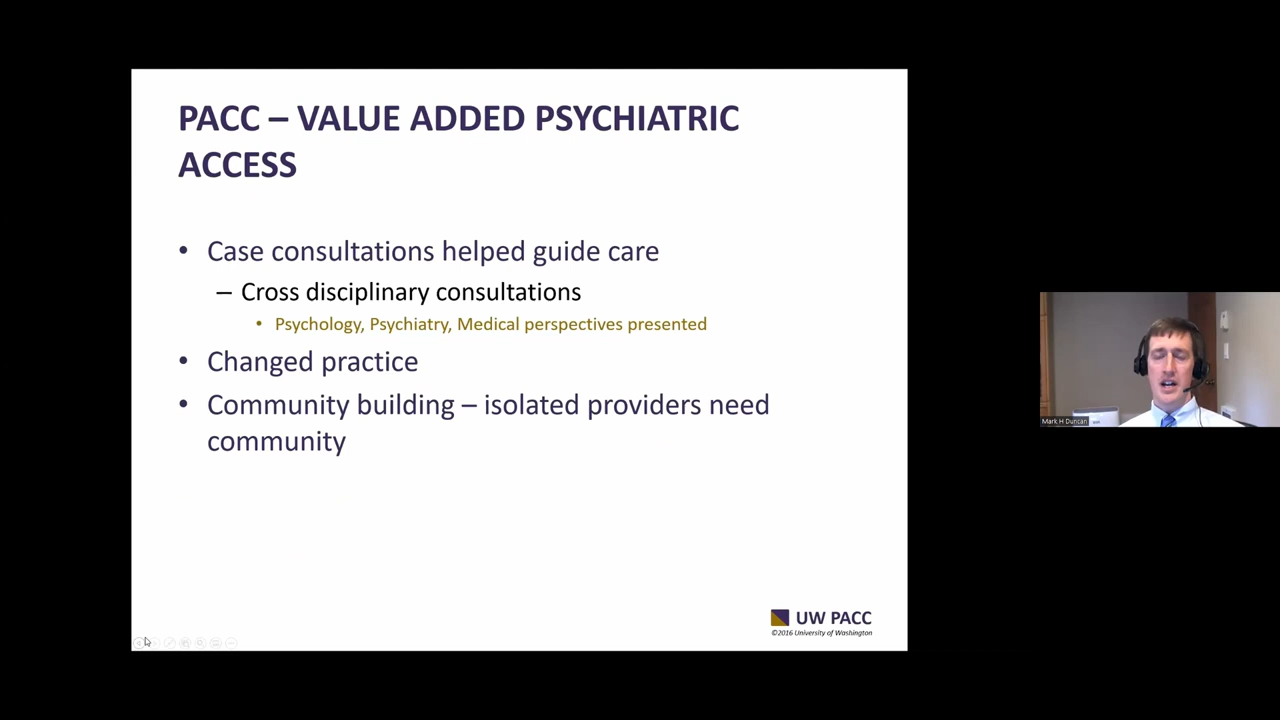 PACC – VALUE ADDED PSYCHIATRIC
ACCESS
• Case consultations helped guide care
– Cross disciplinary consultations
• Psychology, Psychiatry, Medical perspectives presented
• Changed practice
• Community building – isolated providers need
community
Mark H Duncan
UW PACC
©2016 University of Washington